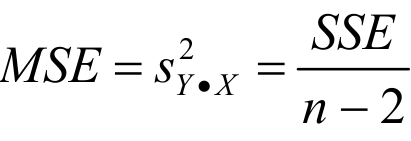 MSE = s²_{Y•X} = SSE / (n − 2)